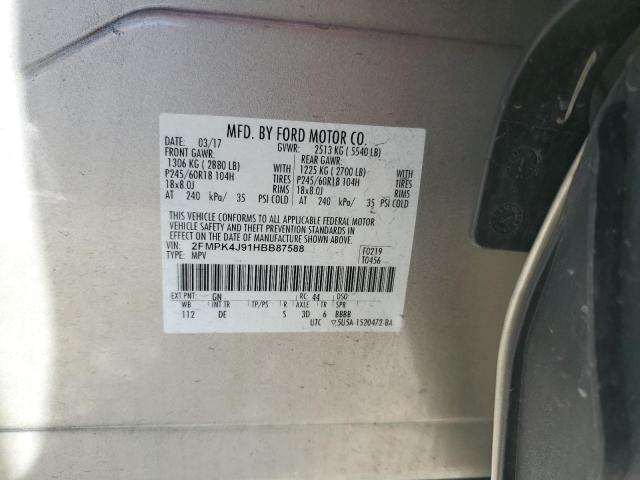 MFD. BY FORD MOTOR CO.
DATE: 03/17 GVWR: 2513 KG ( 5540 LB)
FRONT GAWR: REAR GAWR:
1306 KG ( 2880 LB) WITH 1225 KG ( 2700 LB) WITH
P245/60R18 104H TIRES P245/60R18 104H TIRES
18x8.0J RIMS 18x8.0J RIMS
AT 240 kPa/ 35 PSI COLD AT 240 kPa/ 35 PSI COLD
THIS VEHICLE CONFORMS TO ALL APPLICABLE FEDERAL MOTOR
VEHICLE SAFETY AND THEFT PREVENTION STANDARDS IN
EFFECT ON THE DATE OF MANUFACTURE SHOWN ABOVE.
VIN: 2FMPK4J91HBB87588 F0219
TYPE: MPV T0456
EXT PNT: GN RC: 44 DSO:
WB INT TR TP/PS R AXLE TR SPR
112 DE S 3D 6 BBBB
UTC ▽5U5A-1520472-BA